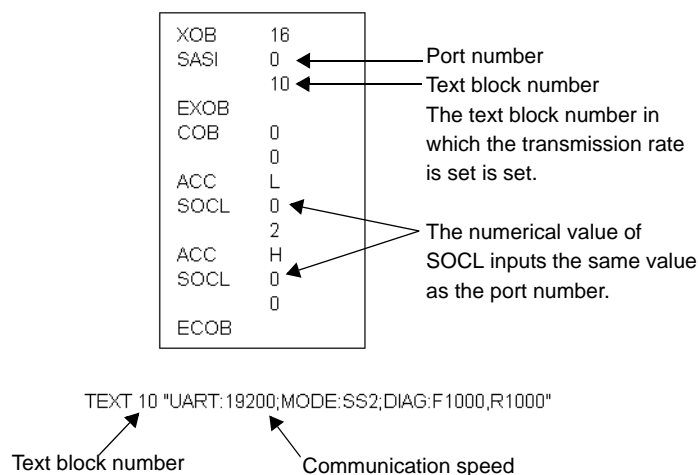 XOB 16
SASI 0
10
EXOB
COB 0
0
ACC L
SOCL 0
2
ACC H
SOCL 0
0
ECOB
Port number
Text block number
The text block number in
which the transmission rate
is set is set.
The numerical value of
SOCL inputs the same value
as the port number.
TEXT 10 "UART:19200;MODE:SS2;DIAG:F1000,R1000"
Text block number
Communication speed